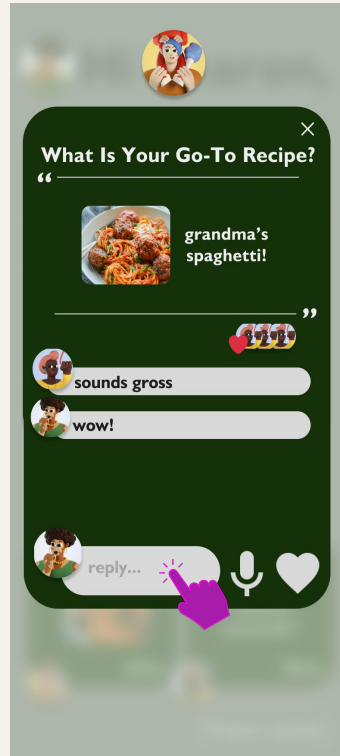 What Is Your Go-To Recipe?
“
grandma’s
spaghetti!
”
sounds gross
wow!
reply...